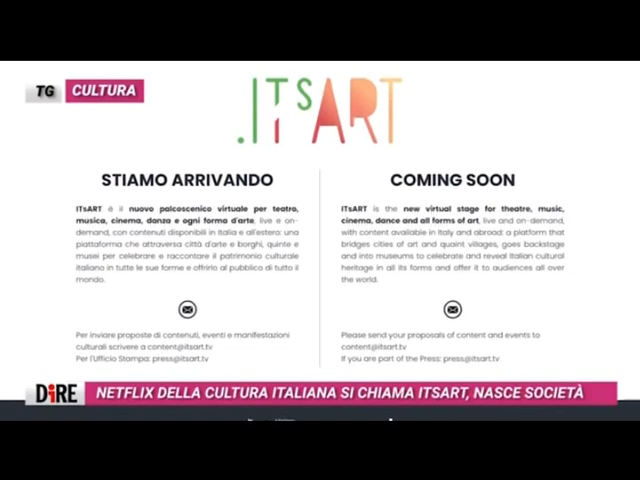 TG CULTURA
.ITsART
STIAMO ARRIVANDO
ITsART è il nuovo palcoscenico virtuale per teatro,
musica, cinema, danza e ogni forma d'arte, live e on-
demand, con contenuti disponibili in Italia e all'estero: una
piattaforma che attraversa città d'arte e borghi, quinte e
musei per celebrare e raccontare il patrimonio culturale
italiano in tutte le sue forme e offrirlo al pubblico di tutto il
mondo.
Per inviare proposte di contenuti, eventi e manifestazioni
culturali scrivere a content@itsart.tv
Per l'Ufficio Stampa: press@itsart.tv
COMING SOON
ITsART is the new virtual stage for theatre, music,
cinema, dance and all forms of art, live and on-demand,
with content available in Italy and abroad: a platform that
bridges cities of art and quaint villages, goes backstage
and into museums to celebrate and reveal Italian cultural
heritage in all its forms and offer it to audiences all over
the world.
Please send your proposals of content and events to
content@itsart.tv
If you are part of the Press: press@itsart.tv
DiRE NETFLIX DELLA CULTURA ITALIANA SI CHIAMA ITSART, NASCE SOCIETÀ